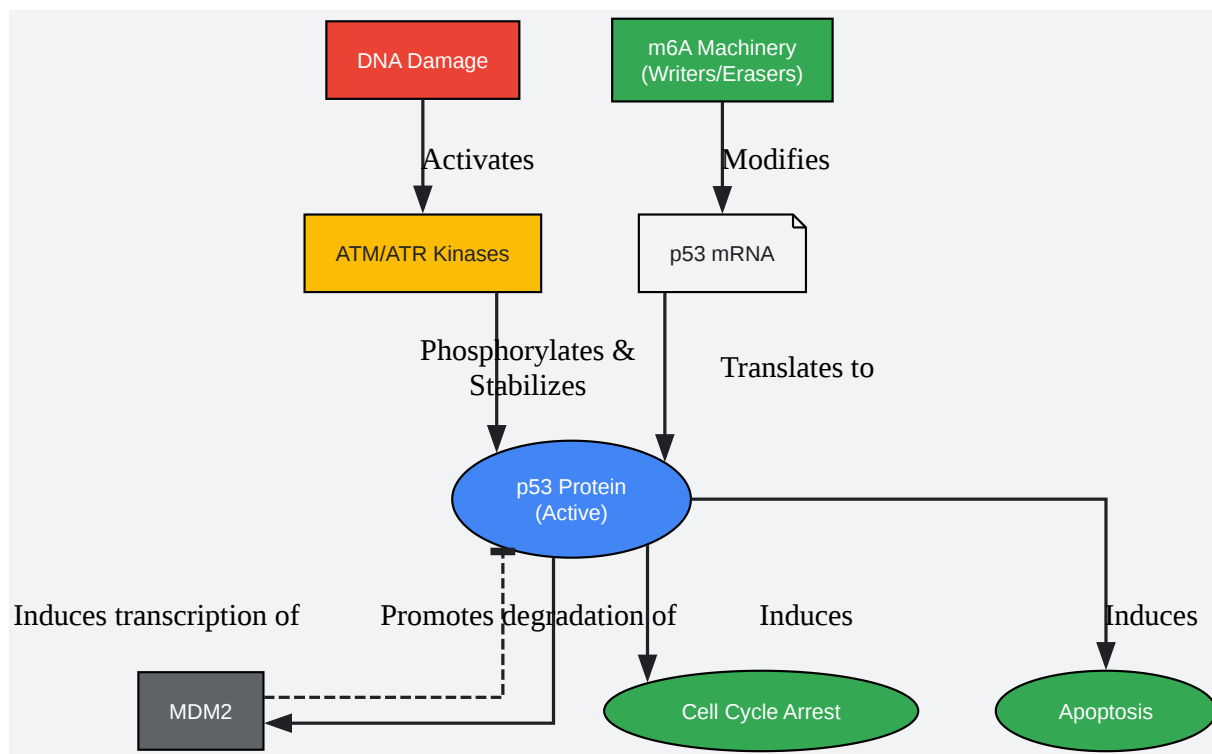 DNA Damage
m6A Machinery
(Writers/Erasers)
Activates
Modifies
ATM/ATR Kinases
p53 mRNA
Phosphorylates &
Stabilizes
Translates to
p53 Protein
(Active)
Induces transcription of
Promotes degradation of
Induces
Induces
MDM2
Cell Cycle Arrest
Apoptosis